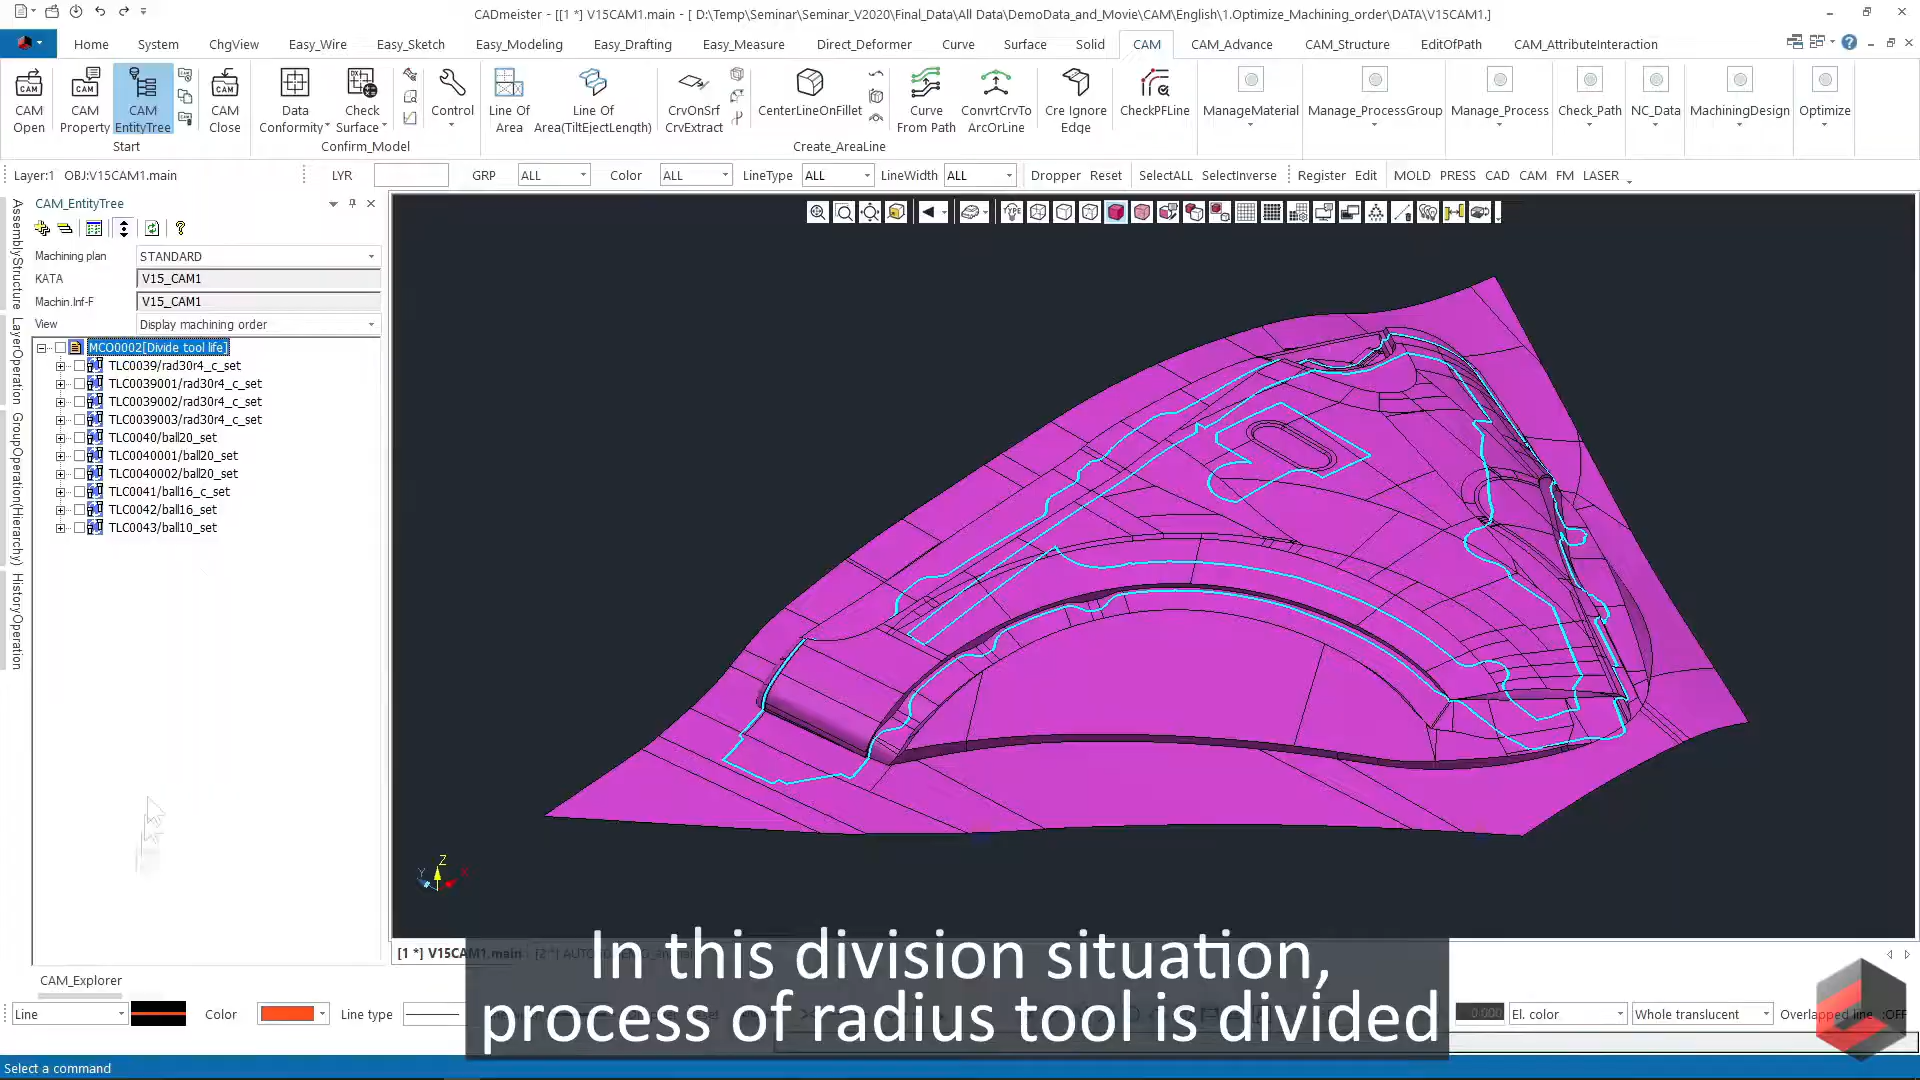 CADmeister - [[1 *] V15CAM1.main - [ D:\Temp\Seminar\Seminar_V2020\Final_Data\All Data\DemoData_and_Movie\CAM\English\1.Optimize_Machining_order\DATA\V15CAM1.]
Home System ChgView Easy_Wire Easy_Sketch Easy_Modeling Easy_Drafting Easy_Measure Direct_Deformer Curve Surface Solid CAM CAM_Advance CAM_Structure EditOfPath CAM_AttributeInteraction
CAM Open
CAM Property
CAM EntityTree
CAM Close
Data Conformity
Check Surface
Control
Line Of Area
Line Of Area(TiltEjectLength)
CrvOnSrf CrvExtract
CenterLineOnFillet
Curve From Path
ConvrtCrvTo ArcOrLine
Cre Ignore Edge
CheckPFLine
ManageMaterial
Manage_ProcessGroup
Manage_Process
Check_Path
NC_Data
MachiningDesign
Optimize
Start Confirm_Model Create_AreaLine
Layer:1 OBJ:V15CAM1.main LYR GRP ALL Color ALL LineType ALL LineWidth ALL Dropper Reset SelectALL SelectInverse Register Edit MOLD PRESS CAD CAM FM LASER
AssemblyStructure
LayerOperation
GroupOperation(Hierarchy)
HistoryOperation
CAM_EntityTree
Machining plan STANDARD
KATA V15_CAM1
Machin.Inf-F V15_CAM1
View Display machining order
MCO0002[Divide tool life]
TLC0039/rad30r4_c_set
TLC0039001/rad30r4_c_set
TLC0039002/rad30r4_c_set
TLC0039003/rad30r4_c_set
TLC0040/ball20_set
TLC0040001/ball20_set
TLC0040002/ball20_set
TLC0041/ball16_c_set
TLC0042/ball16_set
TLC0043/ball10_set
TYPE
Z
Y
X
[1 *] V15CAM1.main
In this division situation,
process of radius tool is divided
CAM_Explorer
Line Color Line type 0.000 El. color Whole translucent Overlapped line :OFF
Select a command